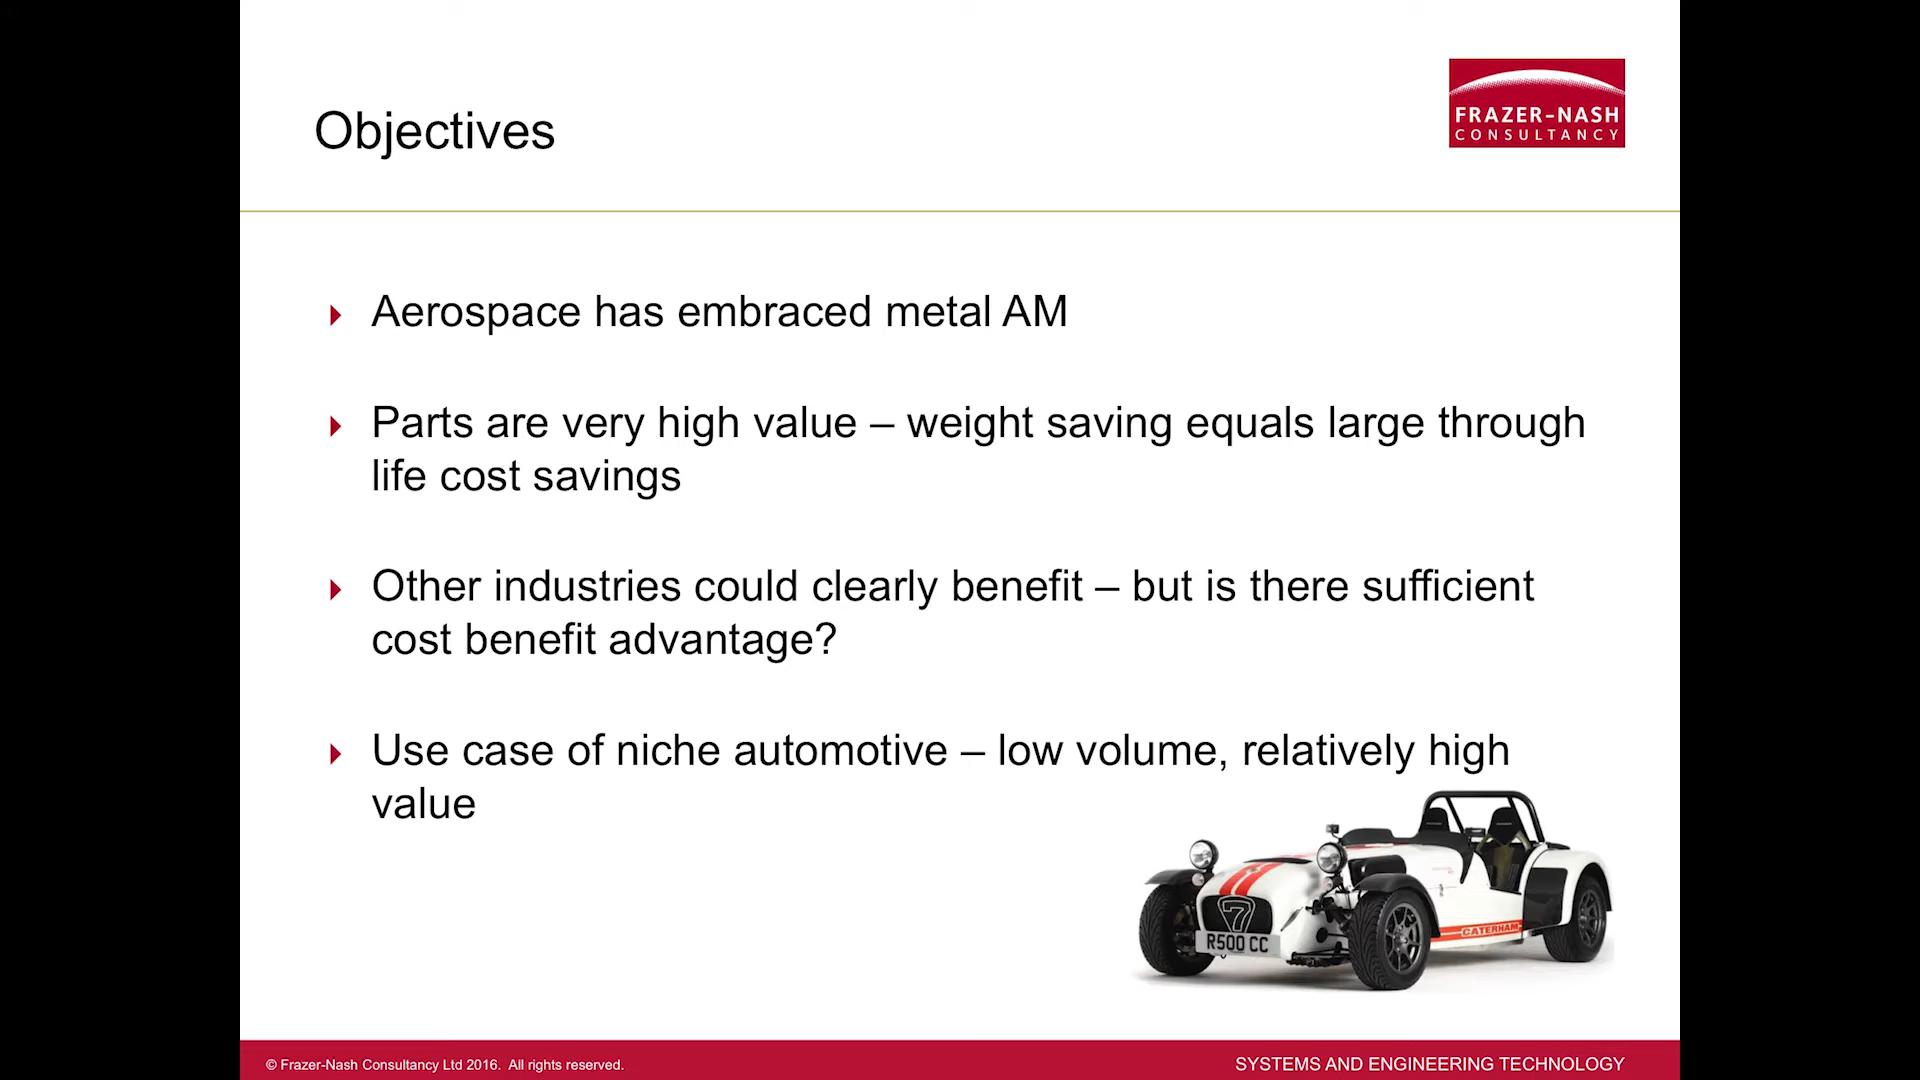 Objectives
FRAZER-NASH
CONSULTANCY
Aerospace has embraced metal AM
Parts are very high value – weight saving equals large through
life cost savings
Other industries could clearly benefit – but is there sufficient
cost benefit advantage?
Use case of niche automotive – low volume, relatively high
value
7
R500 CC
CATERHAM
© Frazer-Nash Consultancy Ltd 2016. All rights reserved.
SYSTEMS AND ENGINEERING TECHNOLOGY